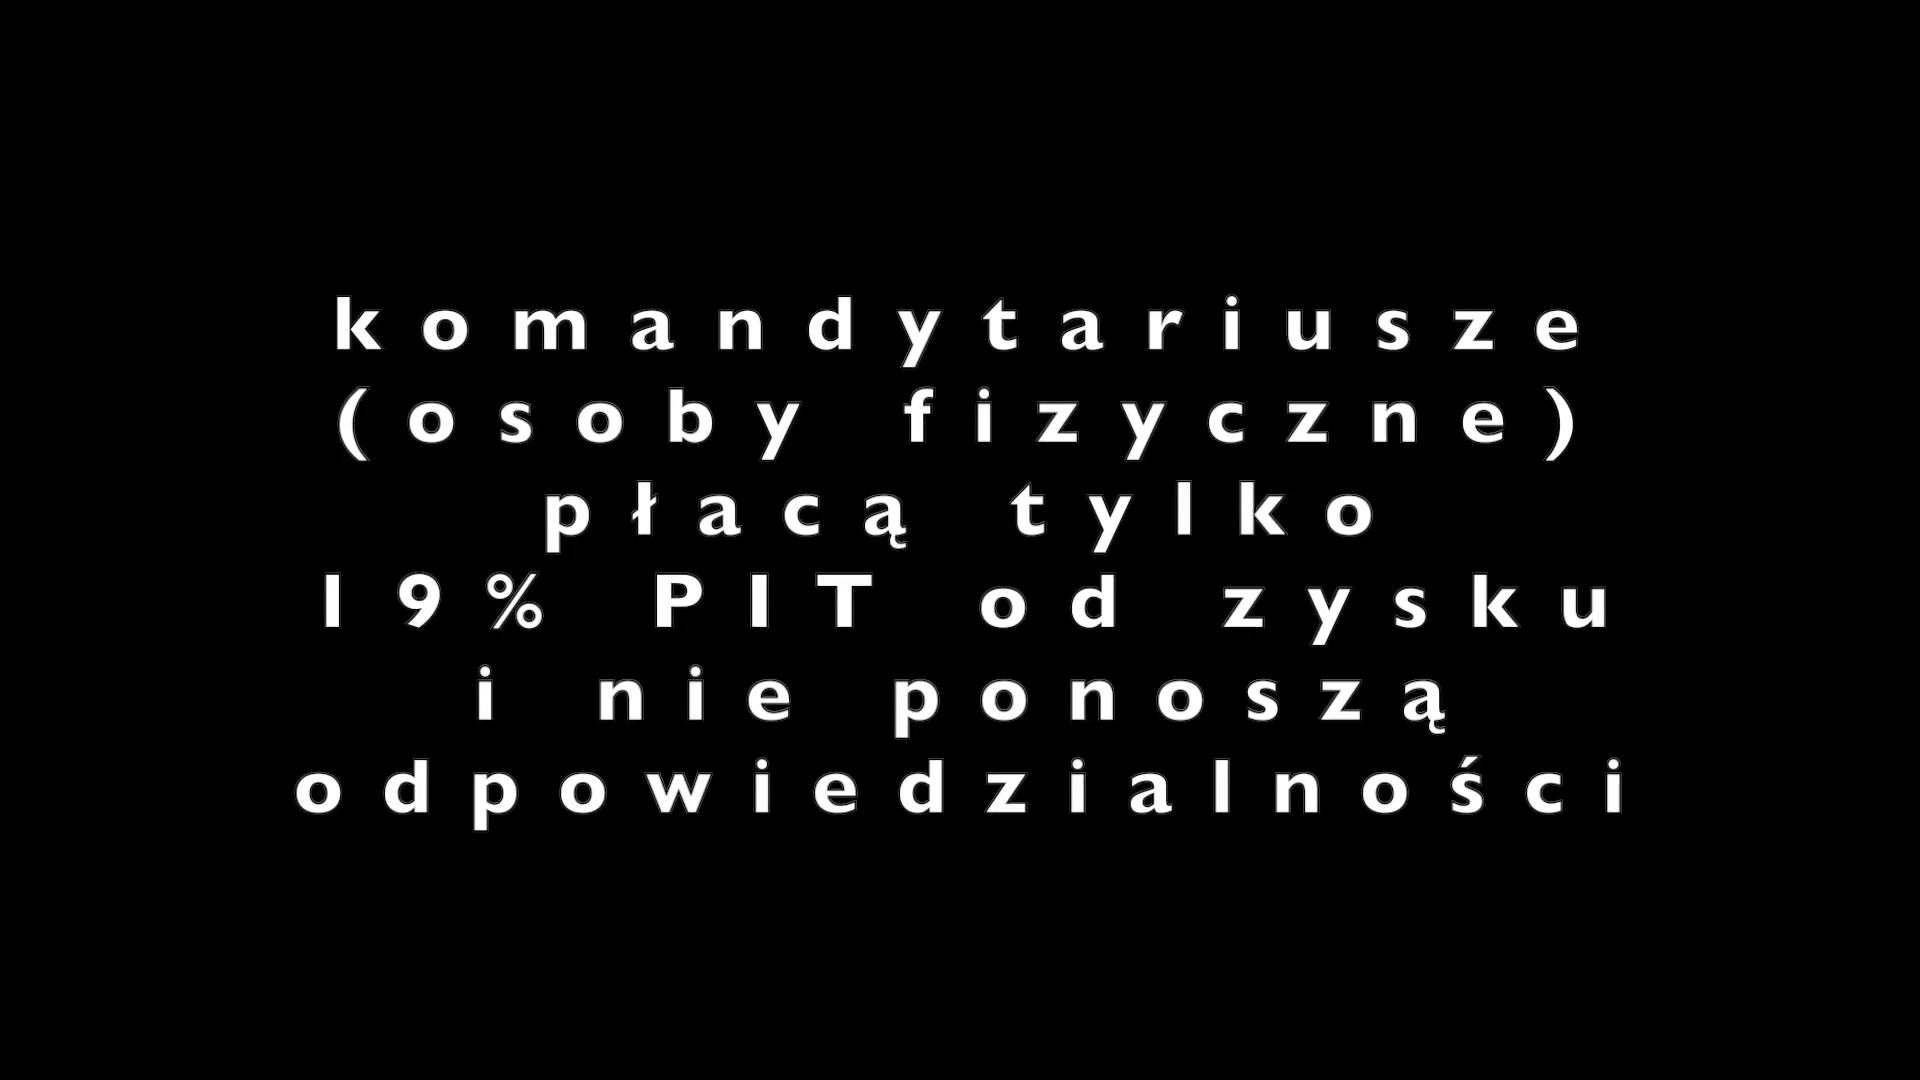 komandytariusze
(osoby fizyczne)
płacą tylko
19% PIT od zysku
i nie ponoszą
odpowiedzialności